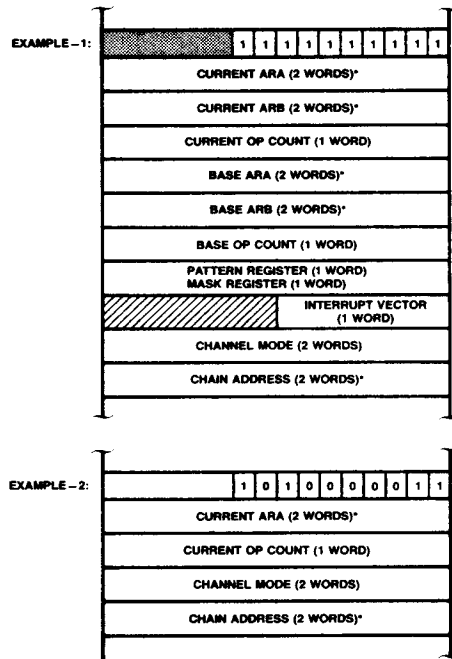 EXAMPLE–1: 1 1 1 1 1 1 1 1 1 1
CURRENT ARA (2 WORDS)*
CURRENT ARB (2 WORDS)*
CURRENT OP COUNT (1 WORD)
BASE ARA (2 WORDS)*
BASE ARB (2 WORDS)*
BASE OP COUNT (1 WORD)
PATTERN REGISTER (1 WORD)
MASK REGISTER (1 WORD)
INTERRUPT VECTOR
(1 WORD)
CHANNEL MODE (2 WORDS)
CHAIN ADDRESS (2 WORDS)*
EXAMPLE–2: 1 0 1 0 0 0 0 0 1 1
CURRENT ARA (2 WORDS)*
CURRENT OP COUNT (1 WORD)
CHANNEL MODE (2 WORDS)
CHAIN ADDRESS (2 WORDS)*